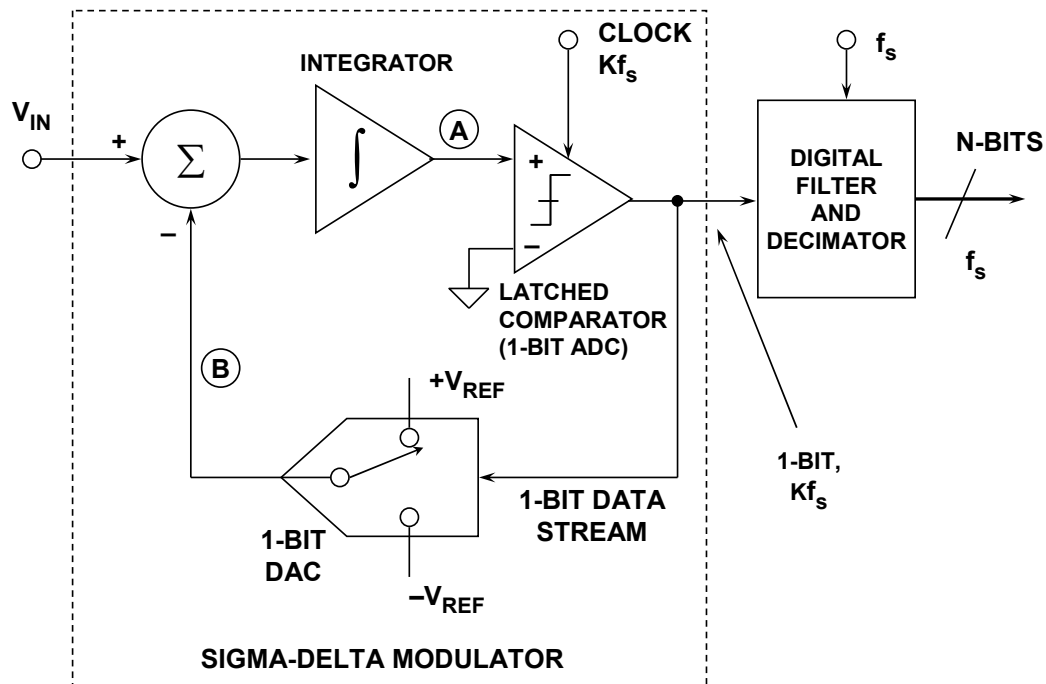 CLOCK
Kfs
fs
INTEGRATOR
VIN
+
Σ
∫
A
+
−
−
DIGITAL
FILTER
AND
DECIMATOR
N-BITS
fs
LATCHED
COMPARATOR
(1-BIT ADC)
B
+VREF
1-BIT,
Kfs
1-BIT DATA
STREAM
1-BIT
DAC
−VREF
SIGMA-DELTA MODULATOR